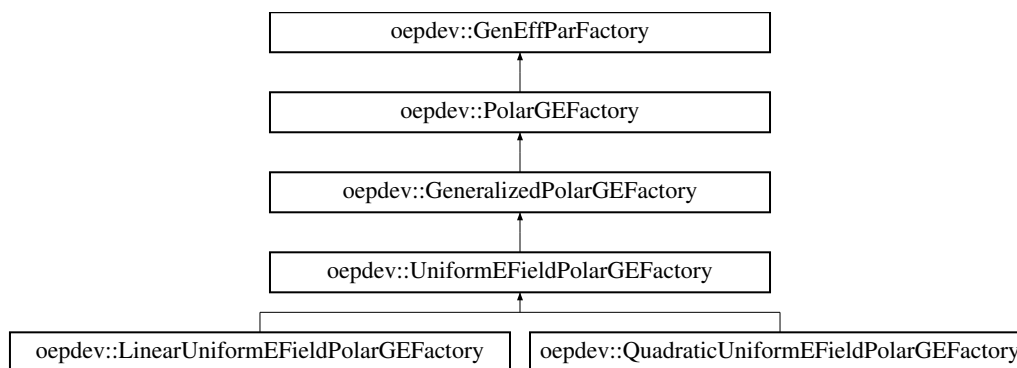 oepdev::GenEffParFactory
oepdev::PolarGEFactory
oepdev::GeneralizedPolarGEFactory
oepdev::UniformEFieldPolarGEFactory
oepdev::LinearUniformEFieldPolarGEFactory
oepdev::QuadraticUniformEFieldPolarGEFactory